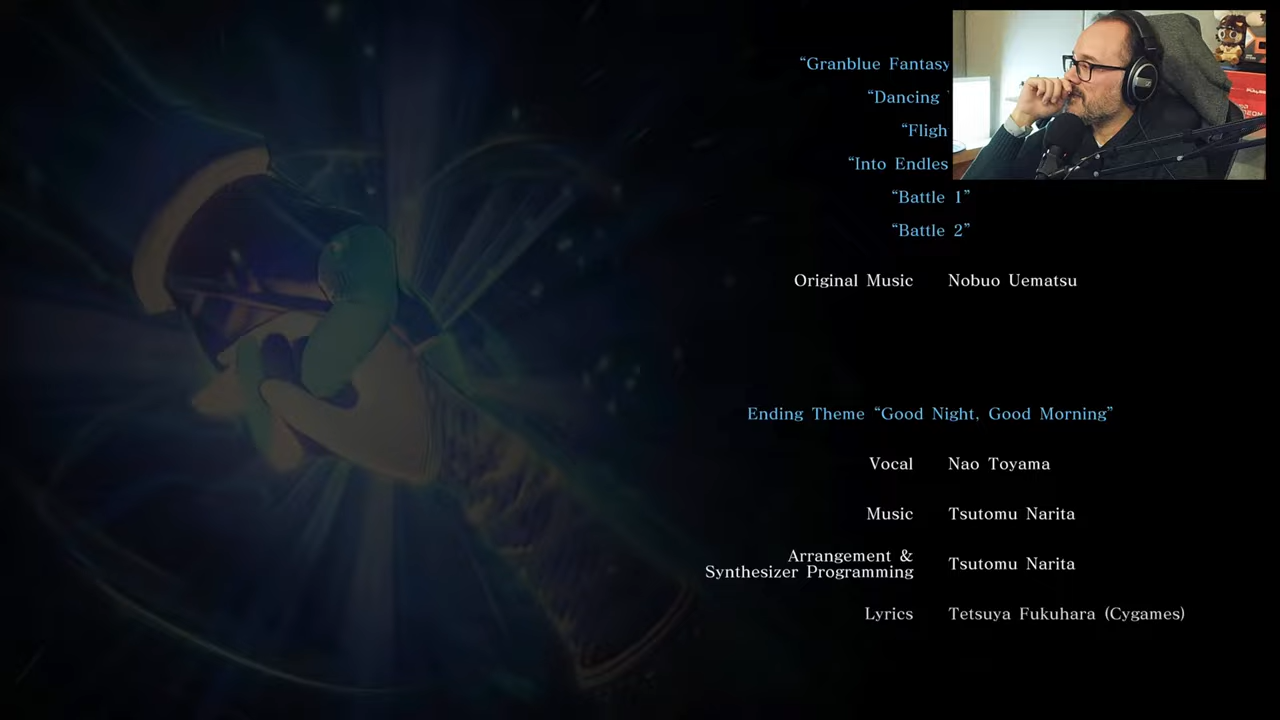 “Granblue Fantasy
“Dancing
“Fligh
“Into Endles
“Battle 1”
“Battle 2”
Original Music Nobuo Uematsu
Ending Theme “Good Night, Good Morning”
Vocal Nao Toyama
Music Tsutomu Narita
Arrangement &
Synthesizer Programming Tsutomu Narita
Lyrics Tetsuya Fukuhara (Cygames)